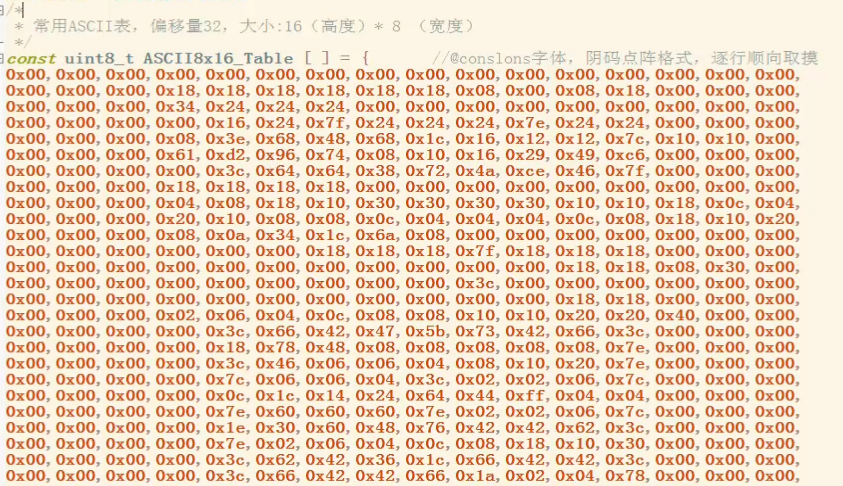 /*
* 常用ASCII表，偏移量32，大小:16（高度）* 8 （宽度）
*/
const uint8_t ASCII8x16_Table [ ] = { //@conslons字体，阴码点阵格式，逐行顺向取摸
0x00,0x00,0x00,0x00,0x00,0x00,0x00,0x00,0x00,0x00,0x00,0x00,0x00,0x00,0x00,0x00,
0x00,0x00,0x00,0x18,0x18,0x18,0x18,0x18,0x18,0x08,0x00,0x08,0x18,0x00,0x00,0x00,
0x00,0x00,0x00,0x34,0x24,0x24,0x24,0x00,0x00,0x00,0x00,0x00,0x00,0x00,0x00,0x00,
0x00,0x00,0x00,0x00,0x16,0x24,0x7f,0x24,0x24,0x24,0x7e,0x24,0x24,0x00,0x00,0x00,
0x00,0x00,0x00,0x08,0x3e,0x68,0x48,0x68,0x1c,0x16,0x12,0x12,0x7c,0x10,0x10,0x00,
0x00,0x00,0x00,0x61,0xd2,0x96,0x74,0x08,0x10,0x16,0x29,0x49,0xc6,0x00,0x00,0x00,
0x00,0x00,0x00,0x00,0x3c,0x64,0x64,0x38,0x72,0x4a,0xce,0x46,0x7f,0x00,0x00,0x00,
0x00,0x00,0x00,0x18,0x18,0x18,0x18,0x00,0x00,0x00,0x00,0x00,0x00,0x00,0x00,0x00,
0x00,0x00,0x00,0x04,0x08,0x18,0x10,0x30,0x30,0x30,0x30,0x10,0x10,0x18,0x0c,0x04,
0x00,0x00,0x00,0x20,0x10,0x08,0x08,0x0c,0x04,0x04,0x04,0x0c,0x08,0x18,0x10,0x20,
0x00,0x00,0x00,0x08,0x0a,0x34,0x1c,0x6a,0x08,0x00,0x00,0x00,0x00,0x00,0x00,0x00,
0x00,0x00,0x00,0x00,0x00,0x00,0x18,0x18,0x18,0x7f,0x18,0x18,0x18,0x00,0x00,0x00,
0x00,0x00,0x00,0x00,0x00,0x00,0x00,0x00,0x00,0x00,0x00,0x18,0x18,0x08,0x30,0x00,
0x00,0x00,0x00,0x00,0x00,0x00,0x00,0x00,0x00,0x3c,0x00,0x00,0x00,0x00,0x00,0x00,
0x00,0x00,0x00,0x00,0x00,0x00,0x00,0x00,0x00,0x00,0x00,0x18,0x18,0x00,0x00,0x00,
0x00,0x00,0x00,0x02,0x06,0x04,0x0c,0x08,0x08,0x10,0x10,0x20,0x20,0x40,0x00,0x00,
0x00,0x00,0x00,0x00,0x3c,0x66,0x42,0x47,0x5b,0x73,0x42,0x66,0x3c,0x00,0x00,0x00,
0x00,0x00,0x00,0x00,0x18,0x78,0x48,0x08,0x08,0x08,0x08,0x08,0x7e,0x00,0x00,0x00,
0x00,0x00,0x00,0x00,0x3c,0x46,0x06,0x06,0x04,0x08,0x10,0x20,0x7e,0x00,0x00,0x00,
0x00,0x00,0x00,0x00,0x7c,0x06,0x06,0x04,0x3c,0x02,0x02,0x06,0x7c,0x00,0x00,0x00,
0x00,0x00,0x00,0x00,0x0c,0x1c,0x14,0x24,0x64,0x44,0xff,0x04,0x04,0x00,0x00,0x00,
0x00,0x00,0x00,0x00,0x7e,0x60,0x60,0x60,0x7e,0x02,0x02,0x06,0x7c,0x00,0x00,0x00,
0x00,0x00,0x00,0x00,0x1e,0x30,0x60,0x48,0x76,0x42,0x42,0x62,0x3c,0x00,0x00,0x00,
0x00,0x00,0x00,0x00,0x7e,0x02,0x06,0x04,0x0c,0x08,0x18,0x10,0x30,0x00,0x00,0x00,
0x00,0x00,0x00,0x00,0x3c,0x62,0x42,0x36,0x1c,0x66,0x42,0x42,0x3c,0x00,0x00,0x00,
0x00,0x00,0x00,0x00,0x3c,0x66,0x42,0x42,0x66,0x1a,0x02,0x04,0x78,0x00,0x00,0x00,